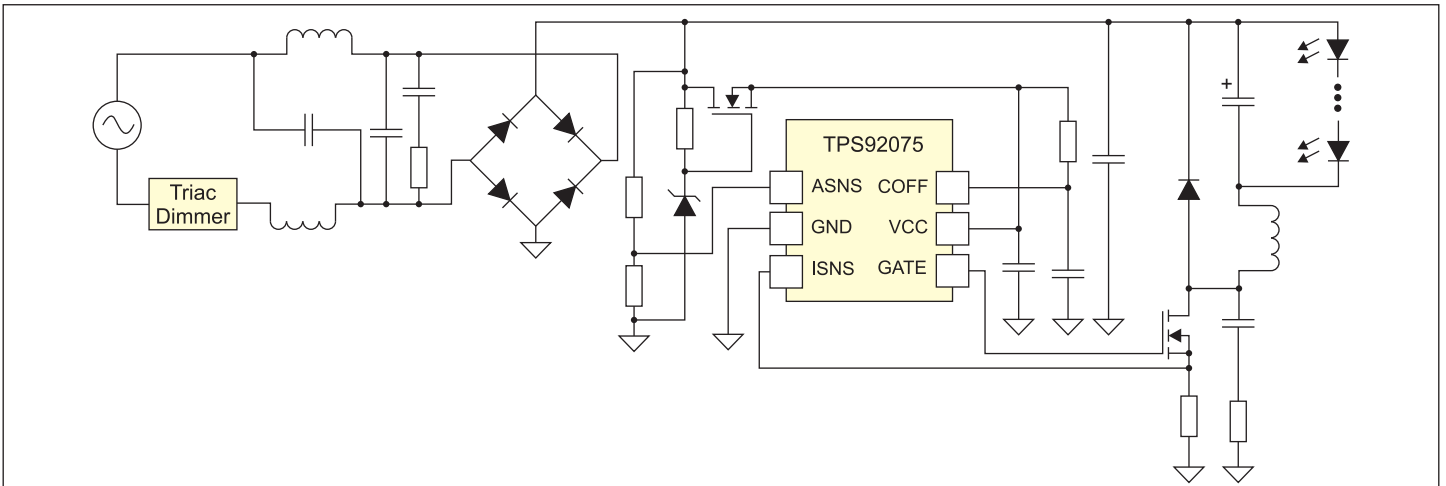 Triac
Dimmer
TPS92075
ASNS
COFF
GND
VCC
ISNS
GATE
+